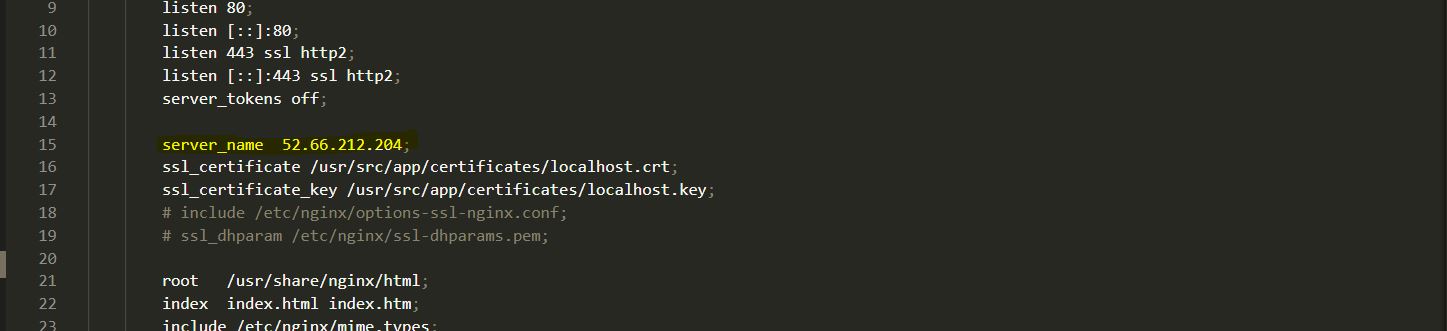 9 listen 80;
10 listen [::]:80;
11 listen 443 ssl http2;
12 listen [::]:443 ssl http2;
13 server_tokens off;
14
15 server_name  52.66.212.204;
16 ssl_certificate /usr/src/app/certificates/localhost.crt;
17 ssl_certificate_key /usr/src/app/certificates/localhost.key;
18 # include /etc/nginx/options-ssl-nginx.conf;
19 # ssl_dhparam /etc/nginx/ssl-dhparams.pem;
20
21 root   /usr/share/nginx/html;
22 index  index.html index.htm;
23 include /etc/nginx/mime.types;